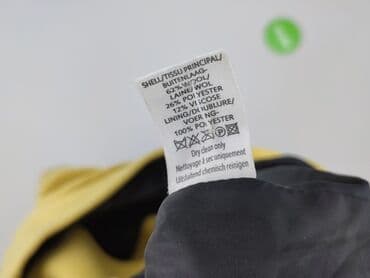 SHELL/TISSU PRINCIPAL/
BUITENLAAG-
62% WOOL/
LAINE/WOL
26% POLYESTER
12% VISCOSE
LINING/DOUBLURE/
VOERING-
100% POLYESTER
Dry clean only
Nettoyage à sec uniquement
Uitsluitend chemisch reinigen